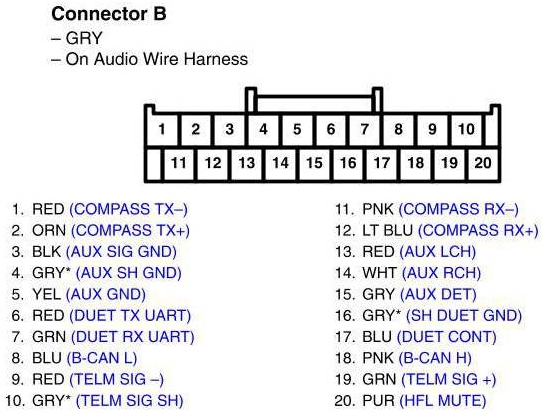 Connector B
– GRY
– On Audio Wire Harness
1 2 3 4 5 6 7 8 9 10
11 12 13 14 15 16 17 18 19 20
1. RED (COMPASS TX–)
2. ORN (COMPASS TX+)
3. BLK (AUX SIG GND)
4. GRY* (AUX SH GND)
5. YEL (AUX GND)
6. RED (DUET TX UART)
7. GRN (DUET RX UART)
8. BLU (B-CAN L)
9. RED (TELM SIG –)
10. GRY* (TELM SIG SH)
11. PNK (COMPASS RX–)
12. LT BLU (COMPASS RX+)
13. RED (AUX LCH)
14. WHT (AUX RCH)
15. GRY (AUX DET)
16. GRY* (SH DUET GND)
17. BLU (DUET CONT)
18. PNK (B-CAN H)
19. GRN (TELM SIG +)
20. PUR (HFL MUTE)